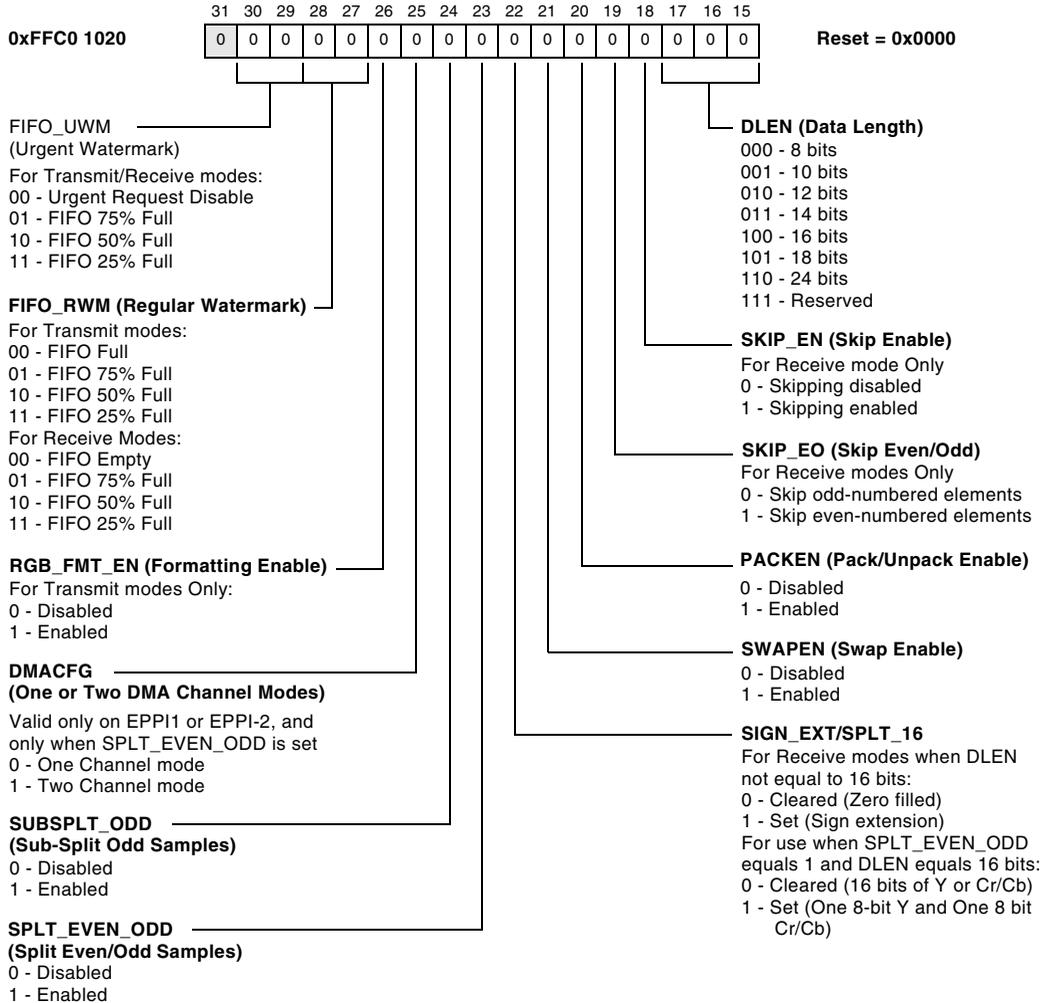 31 30 29 28 27 26 25 24 23 22 21 20 19 18 17 16 15
0xFFC0 1020
0 0 0 0 0 0 0 0 0 0 0 0 0 0 0 0 0
Reset = 0x0000
FIFO_UWM
(Urgent Watermark)
For Transmit/Receive modes:
00 - Urgent Request Disable
01 - FIFO 75% Full
10 - FIFO 50% Full
11 - FIFO 25% Full
FIFO_RWM (Regular Watermark)
For Transmit modes:
00 - FIFO Full
01 - FIFO 75% Full
10 - FIFO 50% Full
11 - FIFO 25% Full
For Receive Modes:
00 - FIFO Empty
01 - FIFO 75% Full
10 - FIFO 50% Full
11 - FIFO 25% Full
RGB_FMT_EN (Formatting Enable)
For Transmit modes Only:
0 - Disabled
1 - Enabled
DMACFG
(One or Two DMA Channel Modes)
Valid only on EPPI1 or EPPI-2, and
only when SPLT_EVEN_ODD is set
0 - One Channel mode
1 - Two Channel mode
SUBSPLT_ODD
(Sub-Split Odd Samples)
0 - Disabled
1 - Enabled
SPLT_EVEN_ODD
(Split Even/Odd Samples)
0 - Disabled
1 - Enabled
DLEN (Data Length)
000 - 8 bits
001 - 10 bits
010 - 12 bits
011 - 14 bits
100 - 16 bits
101 - 18 bits
110 - 24 bits
111 - Reserved
SKIP_EN (Skip Enable)
For Receive mode Only
0 - Skipping disabled
1 - Skipping enabled
SKIP_EO (Skip Even/Odd)
For Receive modes Only
0 - Skip odd-numbered elements
1 - Skip even-numbered elements
PACKEN (Pack/Unpack Enable)
0 - Disabled
1 - Enabled
SWAPEN (Swap Enable)
0 - Disabled
1 - Enabled
SIGN_EXT/SPLT_16
For Receive modes when DLEN
not equal to 16 bits:
0 - Cleared (Zero filled)
1 - Set (Sign extension)
For use when SPLT_EVEN_ODD
equals 1 and DLEN equals 16 bits:
0 - Cleared (16 bits of Y or Cr/Cb)
1 - Set (One 8-bit Y and One 8 bit
Cr/Cb)